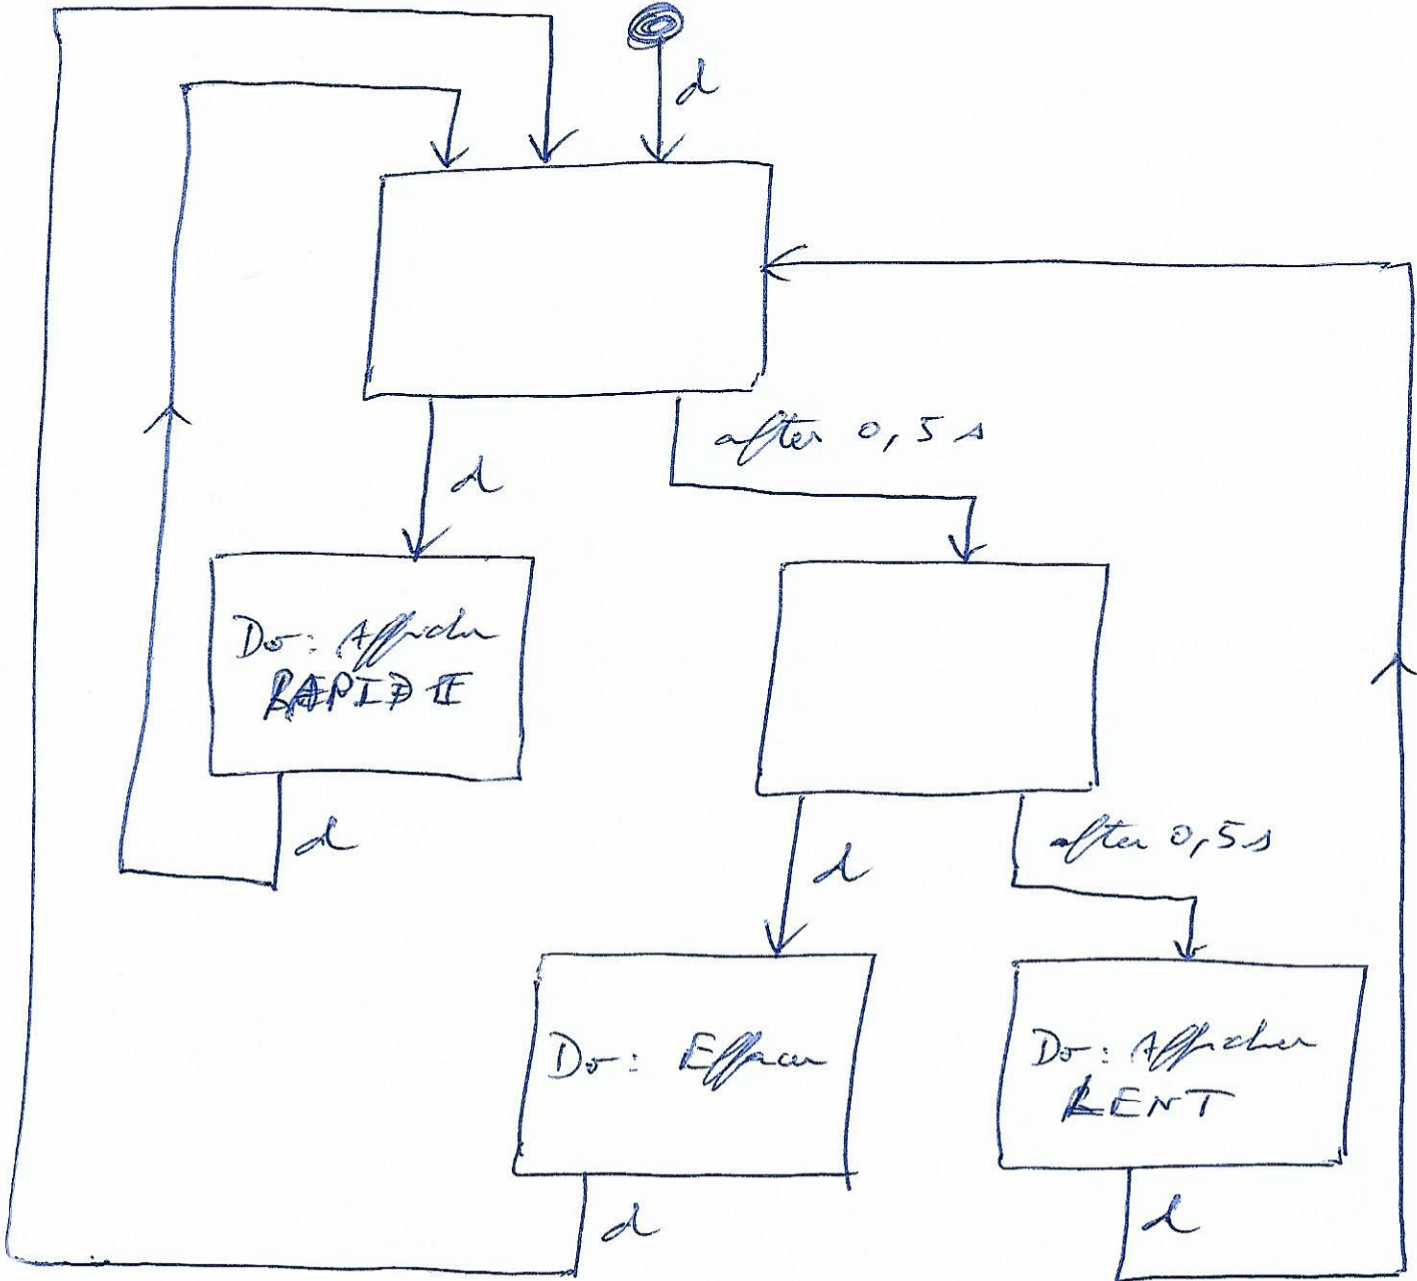 d
after 0,5 s
d
Do: Afficher
RAPIDE
d
after 0,5 s
d
Do: Effacer
Do: Afficher
LENT
d
d